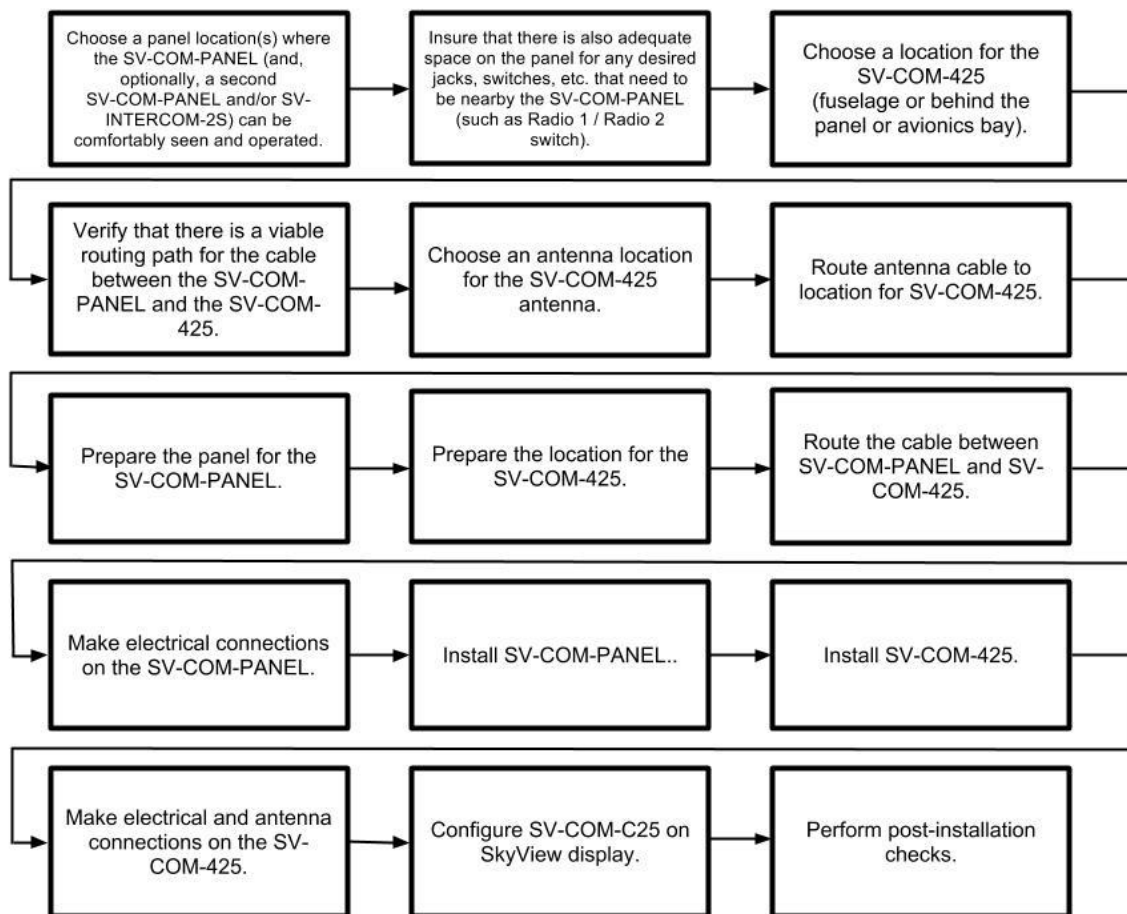 Choose a panel location(s) where
the SV-COM-PANEL (and,
optionally, a second
SV-COM-PANEL and/or SV-
INTERCOM-2S) can be
comfortably seen and operated.
Insure that there is also adequate
space on the panel for any desired
jacks, switches, etc. that need to
be nearby the SV-COM-PANEL
(such as Radio 1 / Radio 2
switch).
Choose a location for the
SV-COM-425
(fuselage or behind the
panel or avionics bay).
Verify that there is a viable
routing path for the cable
between the SV-COM-
PANEL and the SV-COM-
425.
Choose an antenna location
for the SV-COM-425
antenna.
Route antenna cable to
location for SV-COM-425.
Prepare the panel for the
SV-COM-PANEL.
Prepare the location for the
SV-COM-425.
Route the cable between
SV-COM-PANEL and SV-
COM-425.
Make electrical connections
on the SV-COM-PANEL.
Install SV-COM-PANEL..
Install SV-COM-425.
Make electrical and antenna
connections on the SV-
COM-425.
Configure SV-COM-C25 on
SkyView display.
Perform post-installation
checks.